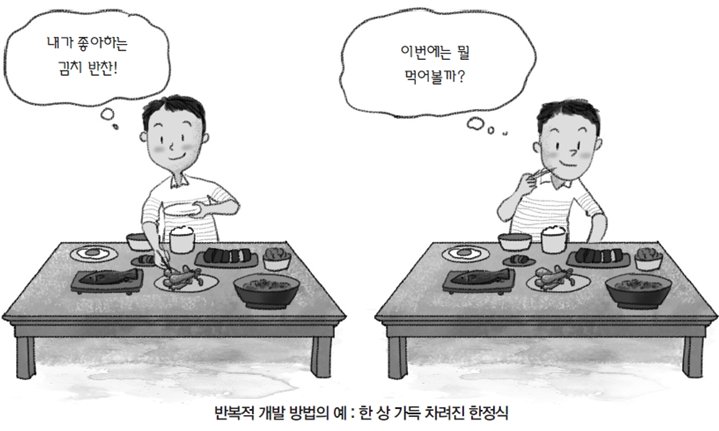 내가 좋아하는
김치 반찬!
이번에는 뭘
먹어볼까?
반복적 개발 방법의 예 : 한 상 가득 차려진 한정식